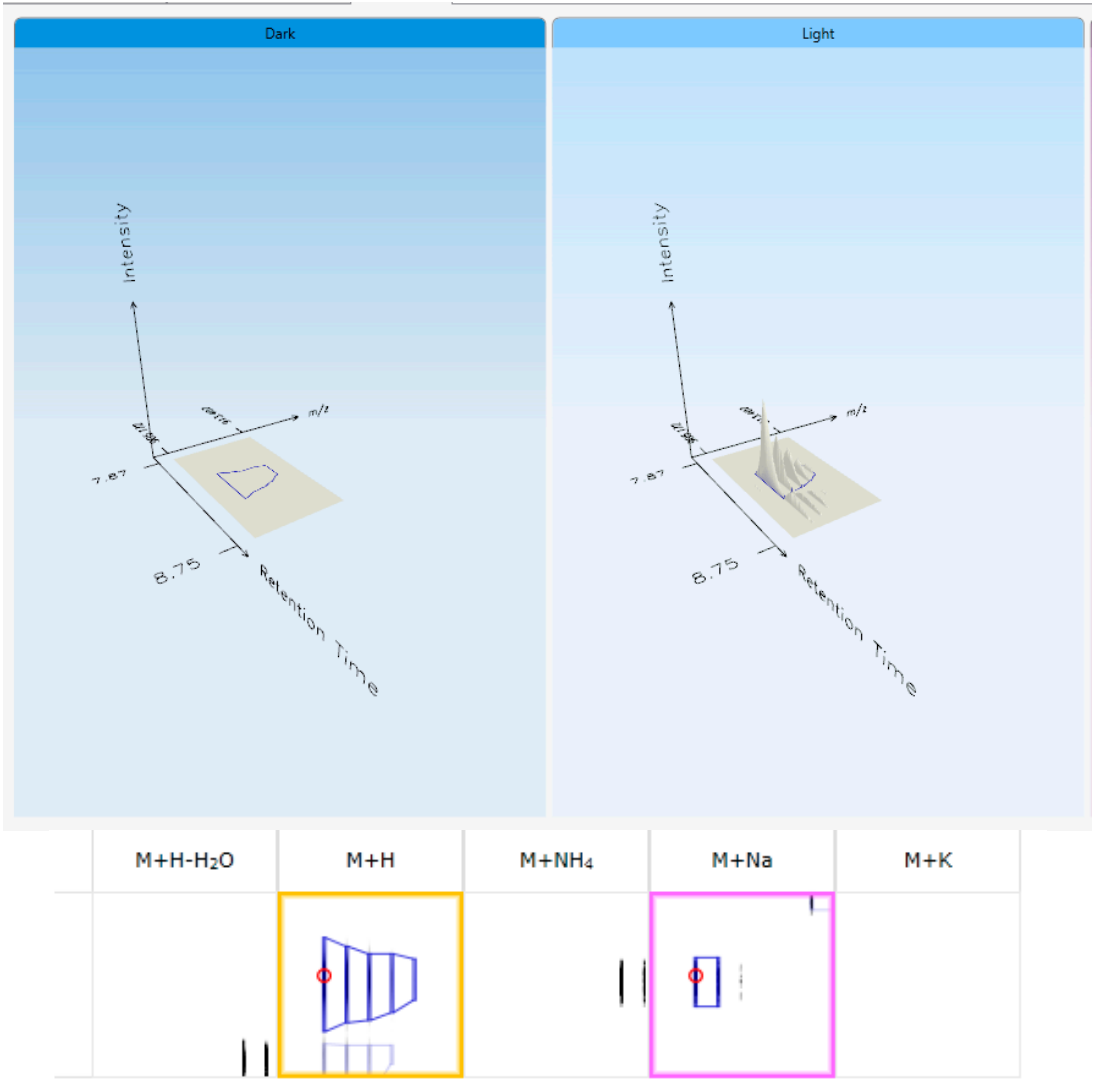 Dark
Light
Intensity
m/z
7.87
8.75
Retention Time
Intensity
m/z
7.87
8.75
Retention Time
M+H-H₂O
M+H
M+NH₄
M+Na
M+K